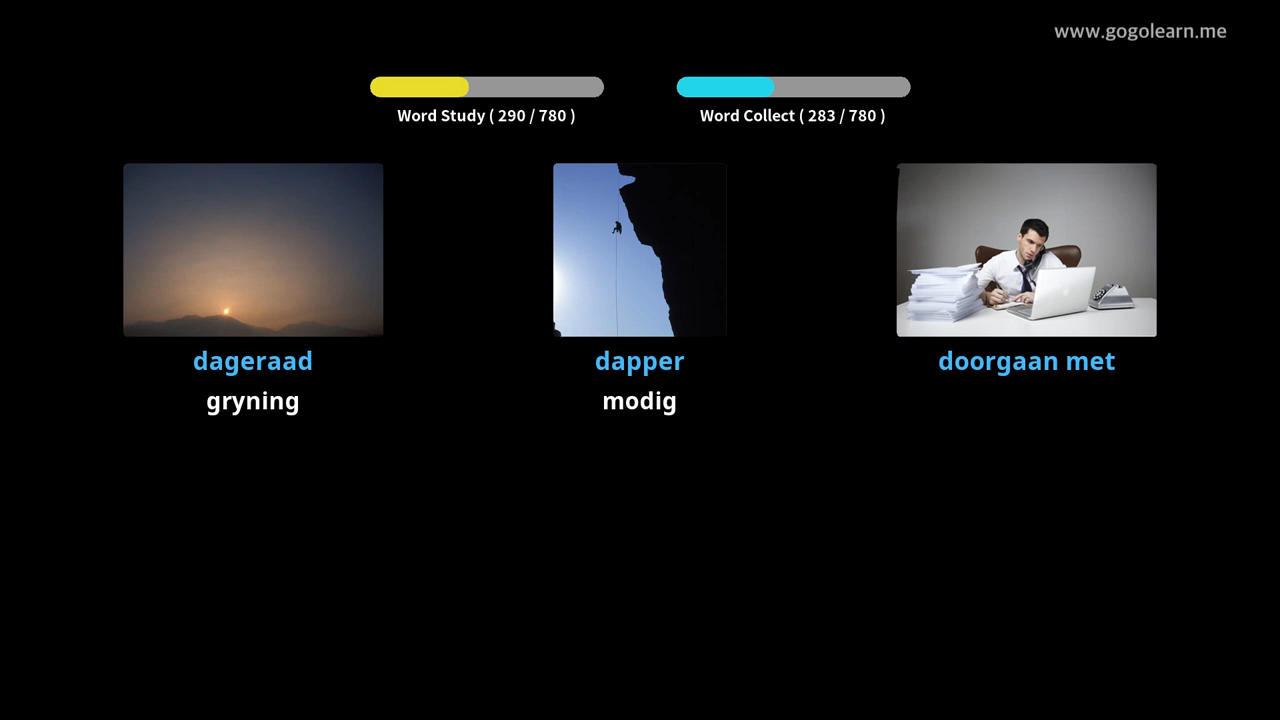 www.gogolearn.me
Word Study ( 290 / 780 )
Word Collect ( 283 / 780 )
dageraad
gryning
dapper
modig
doorgaan met